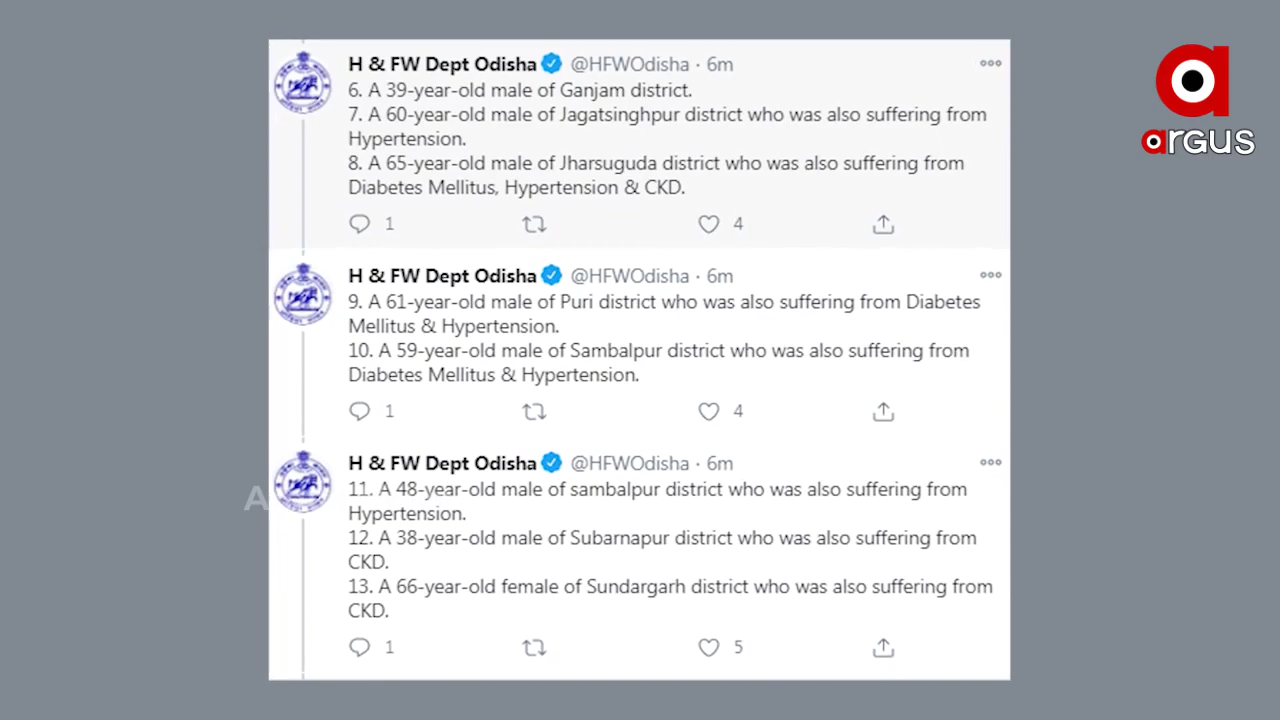 H & FW Dept Odisha @HFWOdisha · 6m
6. A 39-year-old male of Ganjam district.
7. A 60-year-old male of Jagatsinghpur district who was also suffering from
Hypertension.
8. A 65-year-old male of Jharsuguda district who was also suffering from
Diabetes Mellitus, Hypertension & CKD.
1 4
H & FW Dept Odisha @HFWOdisha · 6m
9. A 61-year-old male of Puri district who was also suffering from Diabetes
Mellitus & Hypertension.
10. A 59-year-old male of Sambalpur district who was also suffering from
Diabetes Mellitus & Hypertension.
1 4
H & FW Dept Odisha @HFWOdisha · 6m
11. A 48-year-old male of sambalpur district who was also suffering from
Hypertension.
12. A 38-year-old male of Subarnapur district who was also suffering from
CKD.
13. A 66-year-old female of Sundargarh district who was also suffering from
CKD.
1 5
argus